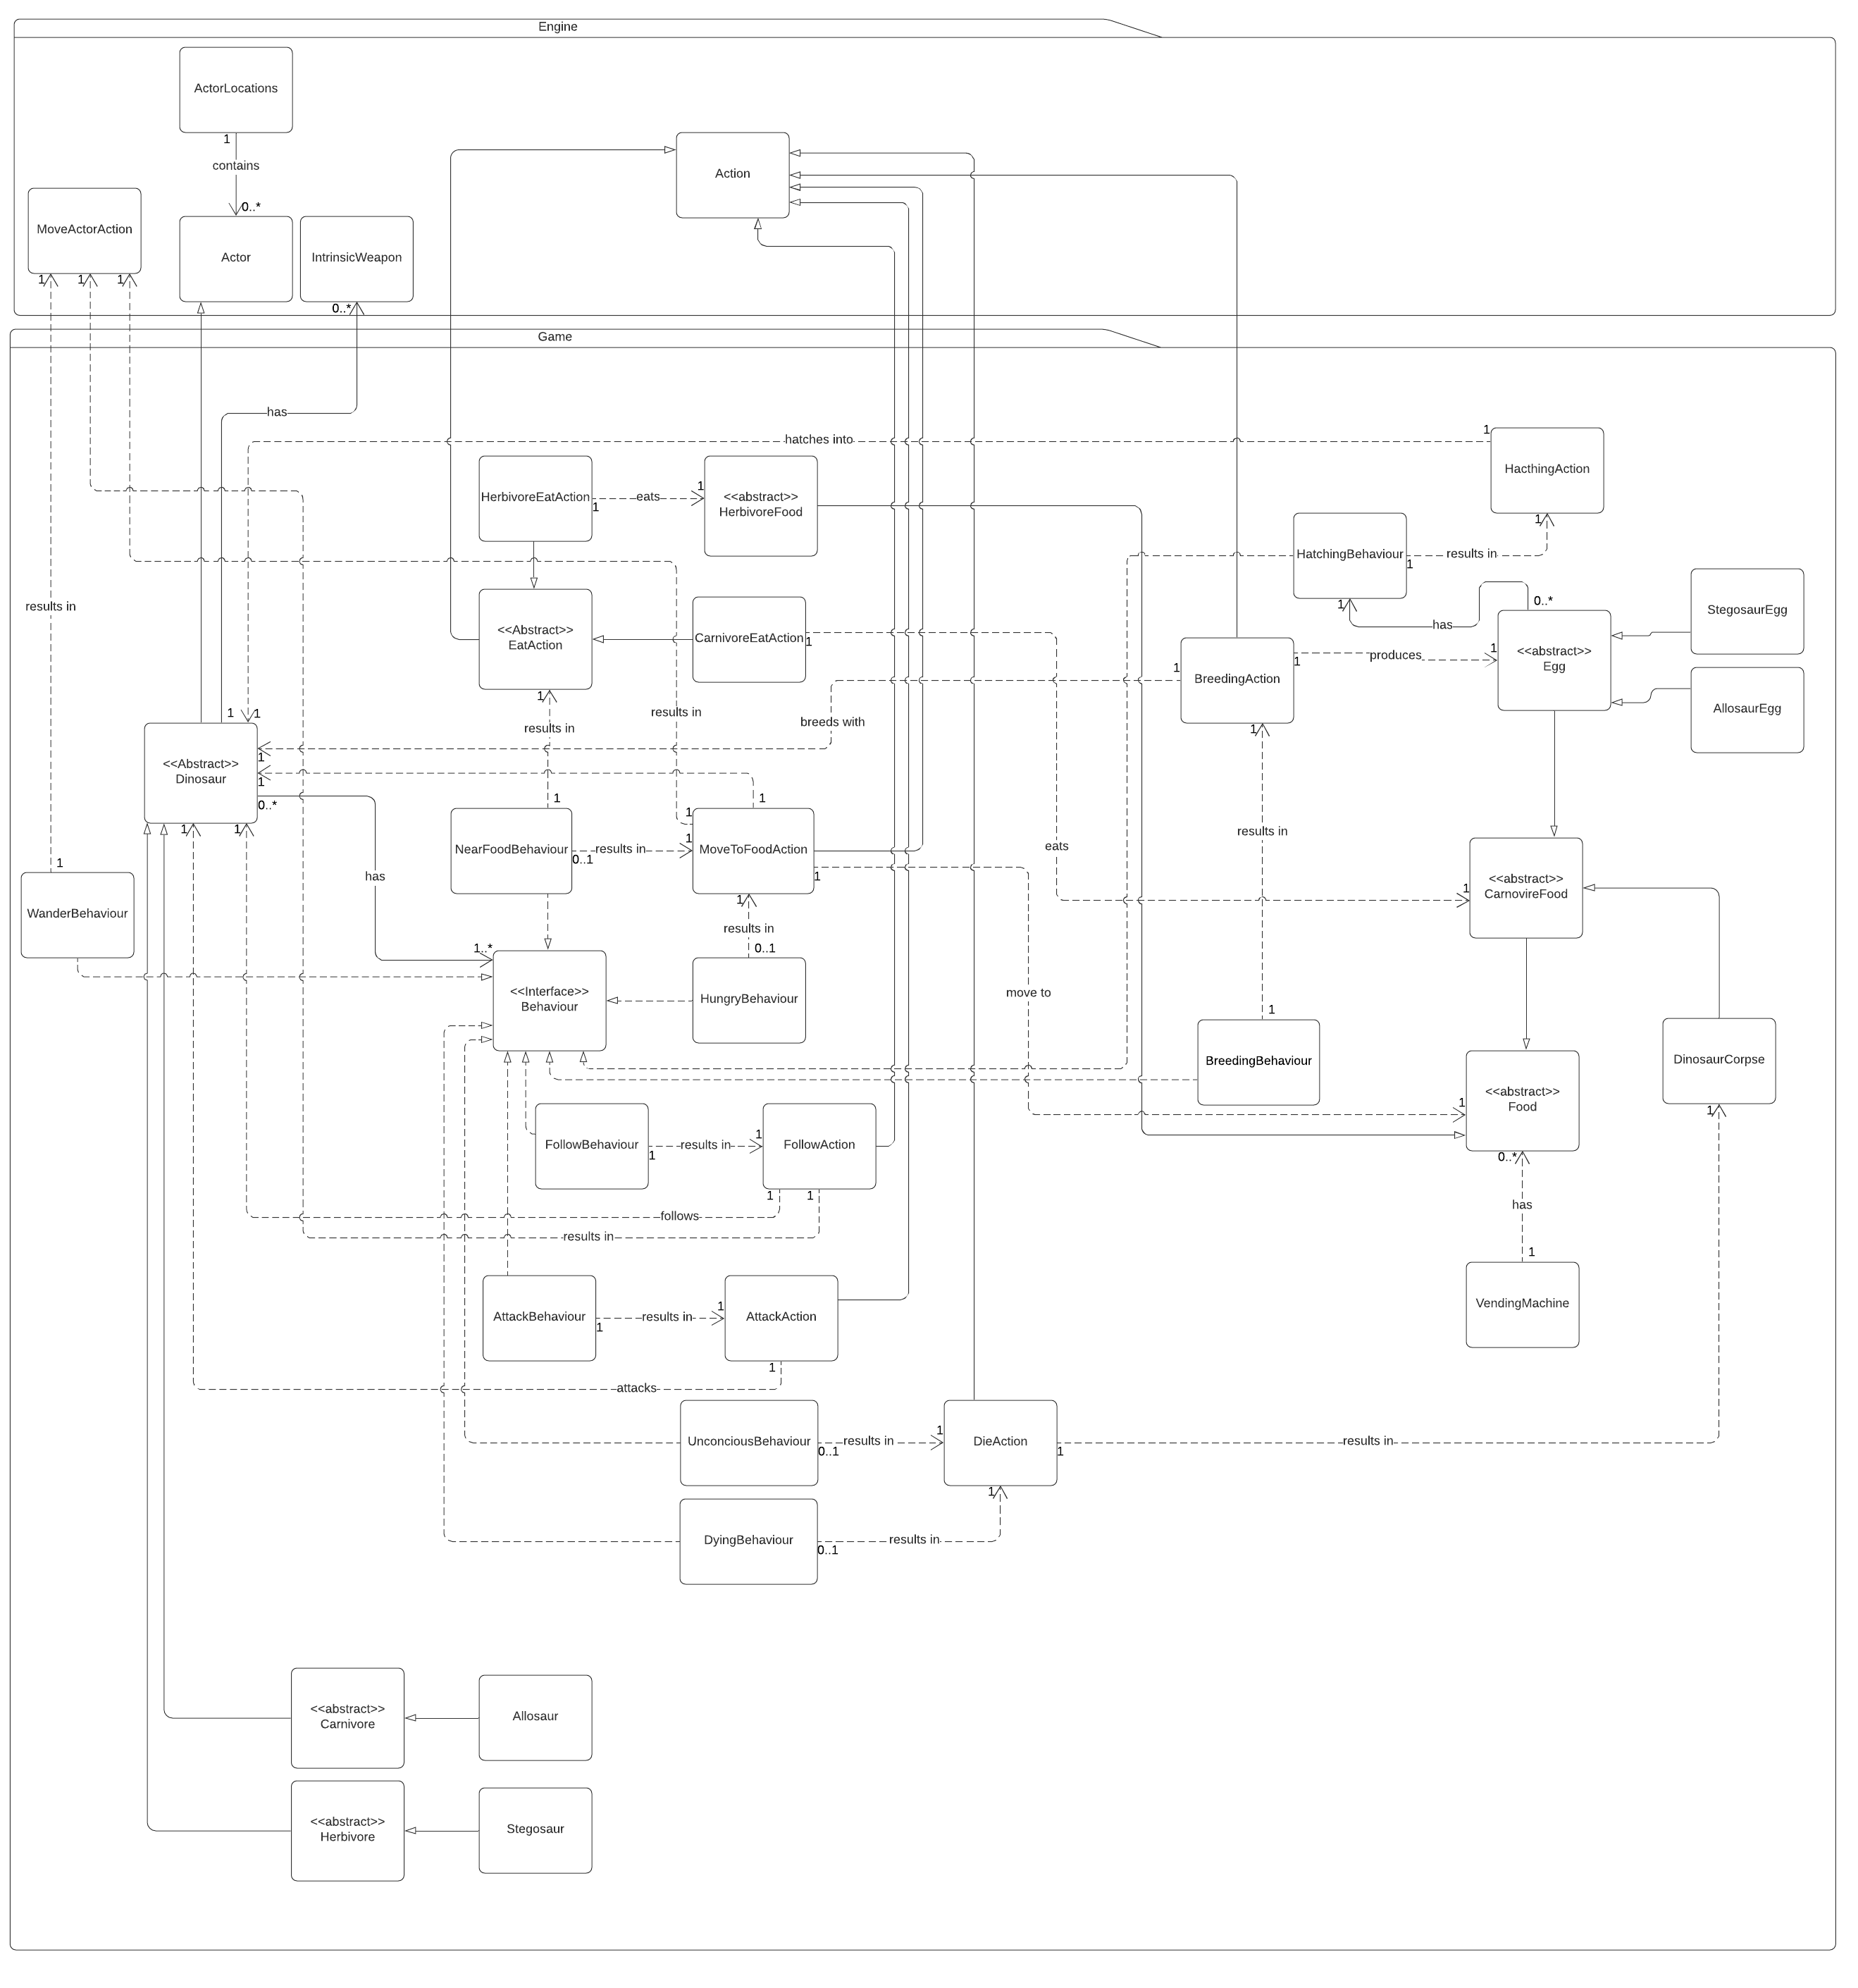 Engine
ActorLocations
1
contains
0..*
Action
MoveActorAction
Actor
IntrinsicWeapon
1
1
1
0..*
Game
has
hatches into
1
HacthingAction
1
HerbivoreEatAction
1
eats
1
<<abstract>>
HerbivoreFood
HatchingBehaviour
1
results in
results in
1
has
0..*
StegosaurEgg
<<Abstract>>
EatAction
1
CarnivoreEatAction
1
BreedingAction
1
1
produces
1
<<abstract>>
Egg
AllosaurEgg
results in
results in
breeds with
1
1
1
<<Abstract>>
Dinosaur
1
1
0..*
1
1
1
1
1
NearFoodBehaviour
0..1
results in
1
MoveToFoodAction
1
1
results in
eats
has
1
WanderBehaviour
1
<<abstract>>
CarnovireFood
results in
0..1
1..*
<<Interface>>
Behaviour
HungryBehaviour
move to
1
BreedingBehaviour
DinosaurCorpse
1
<<abstract>>
Food
1
0..*
FollowBehaviour
1
results in
1
FollowAction
1
1
follows
results in
has
1
VendingMachine
AttackBehaviour
1
results in
1
AttackAction
1
attacks
UnconciousBehaviour
0..1
results in
1
DieAction
1
results in
1
DyingBehaviour
0..1
results in
<<abstract>>
Carnivore
Allosaur
<<abstract>>
Herbivore
Stegosaur